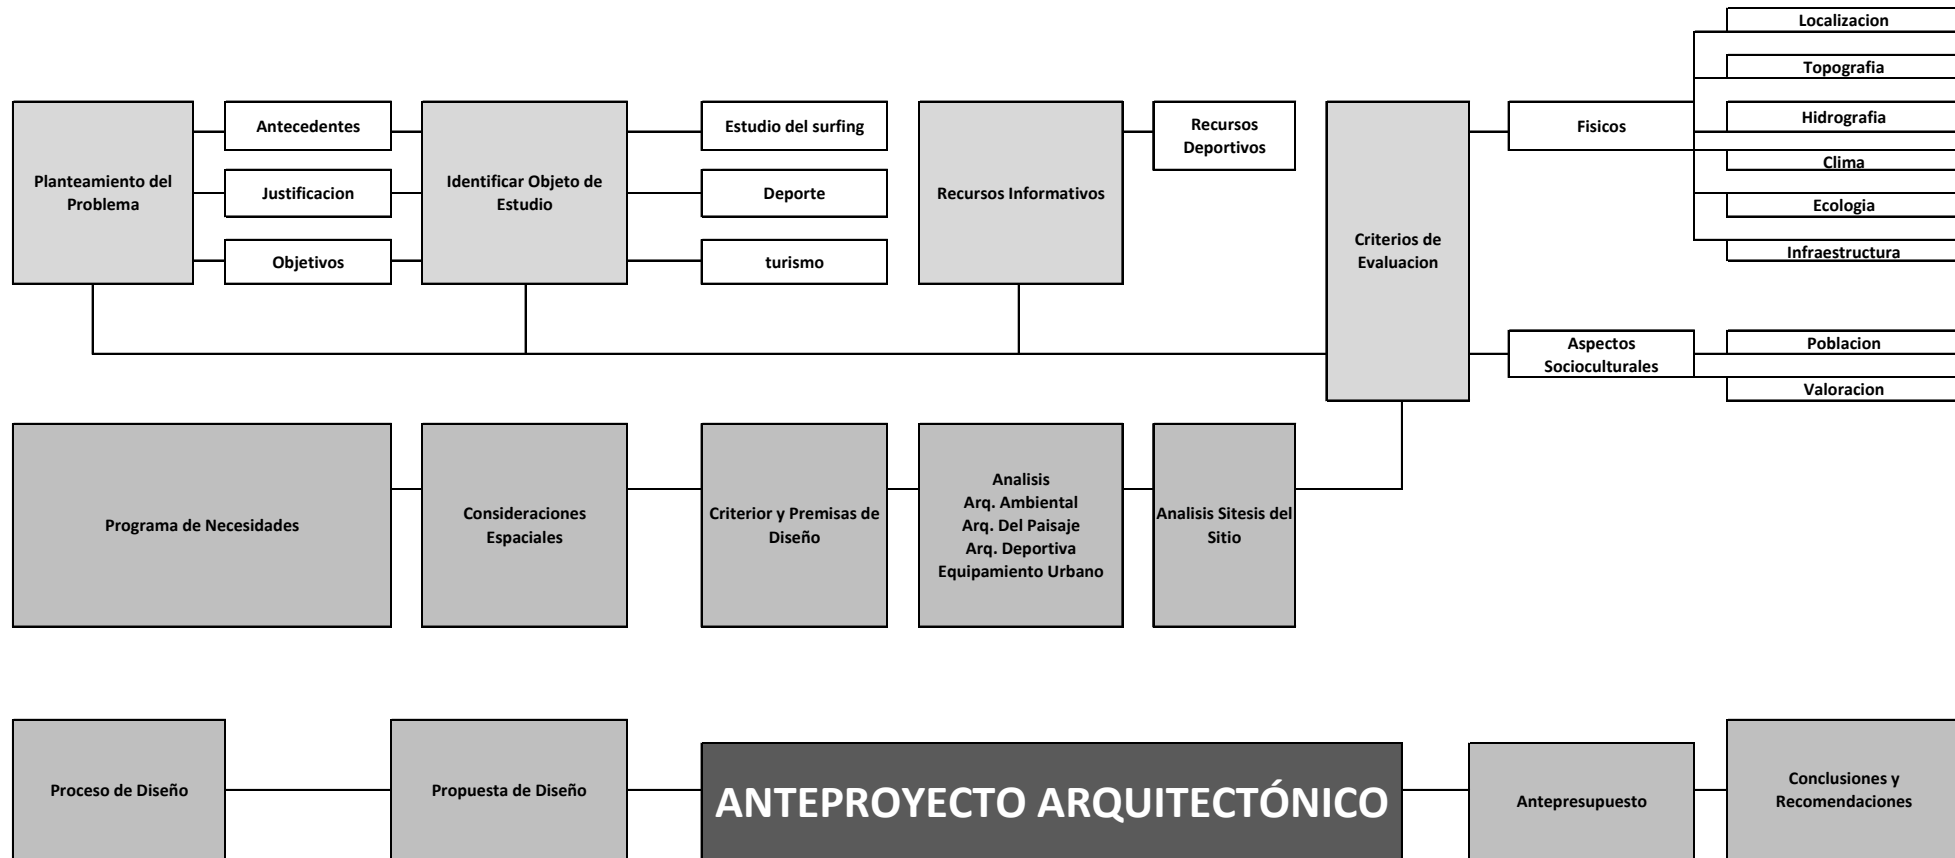 Localizacion
Topografia
Hidrografia
Clima
Ecologia
Infraestructura
Planteamiento del
Problema
Antecedentes
Justificacion
Objetivos
Identificar Objeto de
Estudio
Estudio del surfing
Deporte
turismo
Recursos Informativos
Recursos
Deportivos
Criterios de
Evaluacion
Fisicos
Aspectos
Socioculturales
Poblacion
Valoracion
Programa de Necesidades
Consideraciones
Espaciales
Criterior y Premisas de
Diseño
Analisis
Arq. Ambiental
Arq. Del Paisaje
Arq. Deportiva
Equipamiento Urbano
Analisis Sitesis del
Sitio
Proceso de Diseño
Propuesta de Diseño
ANTEPROYECTO ARQUITECTÓNICO
Antepresupuesto
Conclusiones y
Recomendaciones